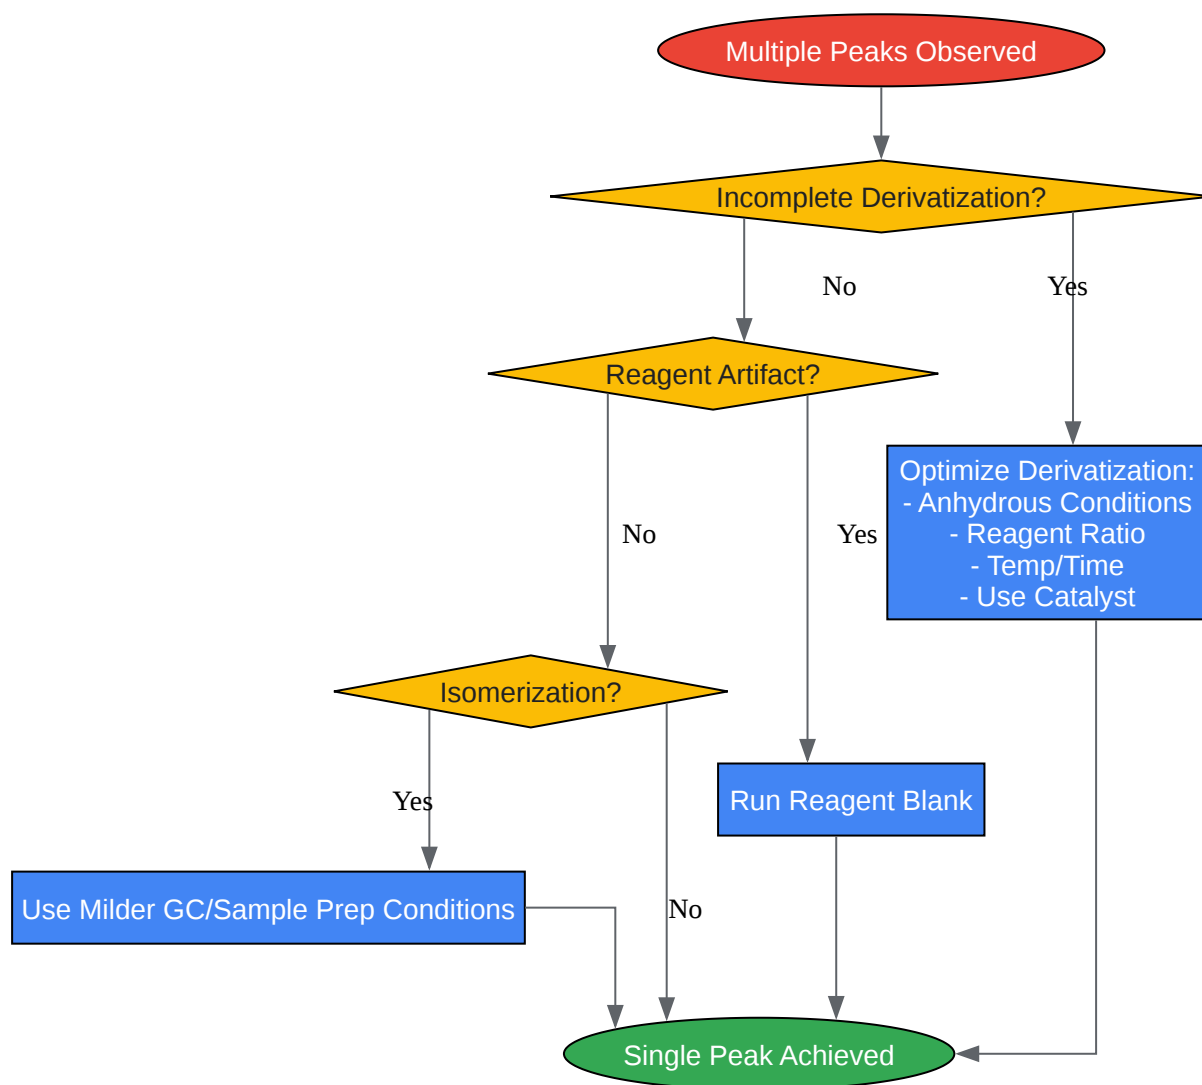 Multiple Peaks Observed
Incomplete Derivatization?
No
Yes
Reagent Artifact?
Optimize Derivatization:
- Anhydrous Conditions
- Reagent Ratio
- Temp/Time
- Use Catalyst
No
Yes
Isomerization?
Run Reagent Blank
Yes
Use Milder GC/Sample Prep Conditions
No
Single Peak Achieved